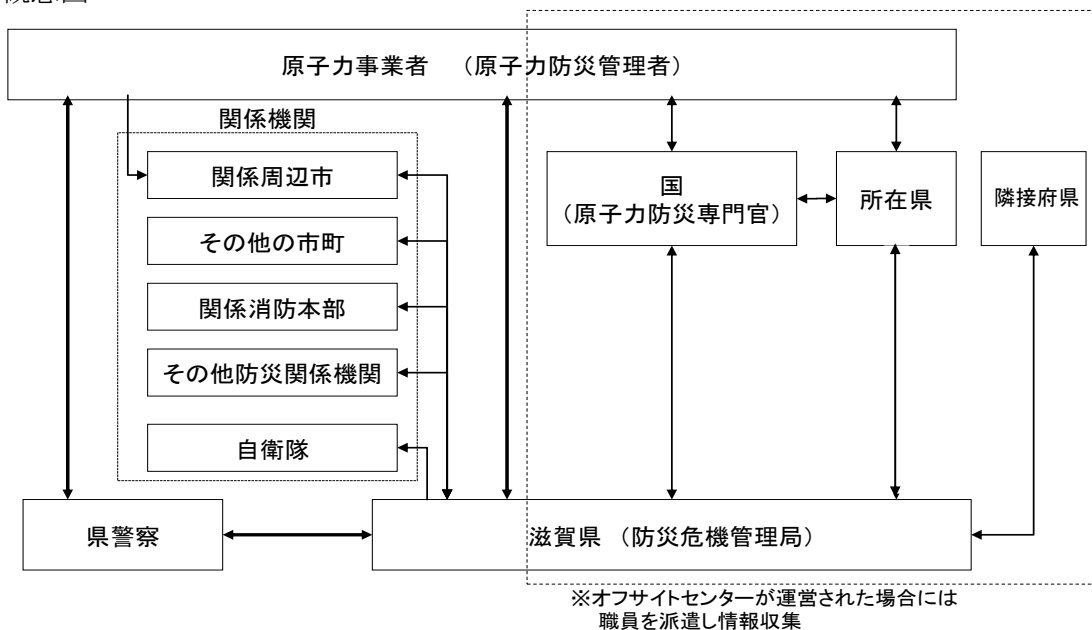 原子力事業者　（原子力防災管理者）
関係機関
関係周辺市
その他の市町
関係消防本部
その他防災関係機関
自衛隊
国
（原子力防災専門官）
所在県
隣接府県
県警察
滋賀県　（防災危機管理局）
※オフサイトセンターが運営された場合には
職員を派遣し情報収集